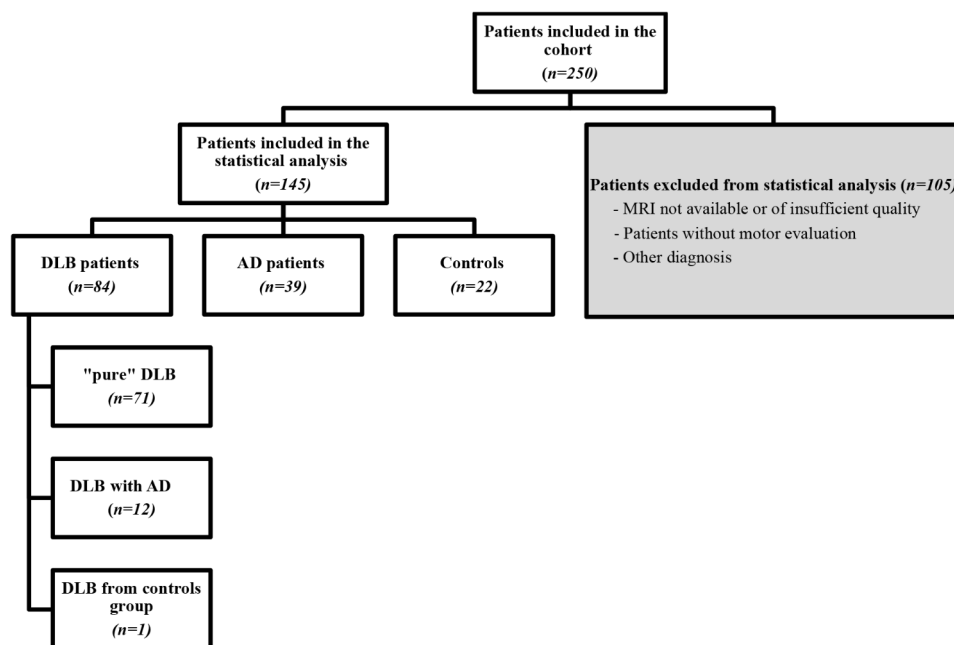 Patients included in the
cohort
(n=250)
Patients included in the
statistical analysis
(n=145)
Patients excluded from statistical analysis (n=105)
- MRI not available or of insufficient quality
- Patients without motor evaluation
- Other diagnosis
DLB patients
(n=84)
AD patients
(n=39)
Controls
(n=22)
"pure" DLB
(n=71)
DLB with AD
(n=12)
DLB from controls
group
(n=1)